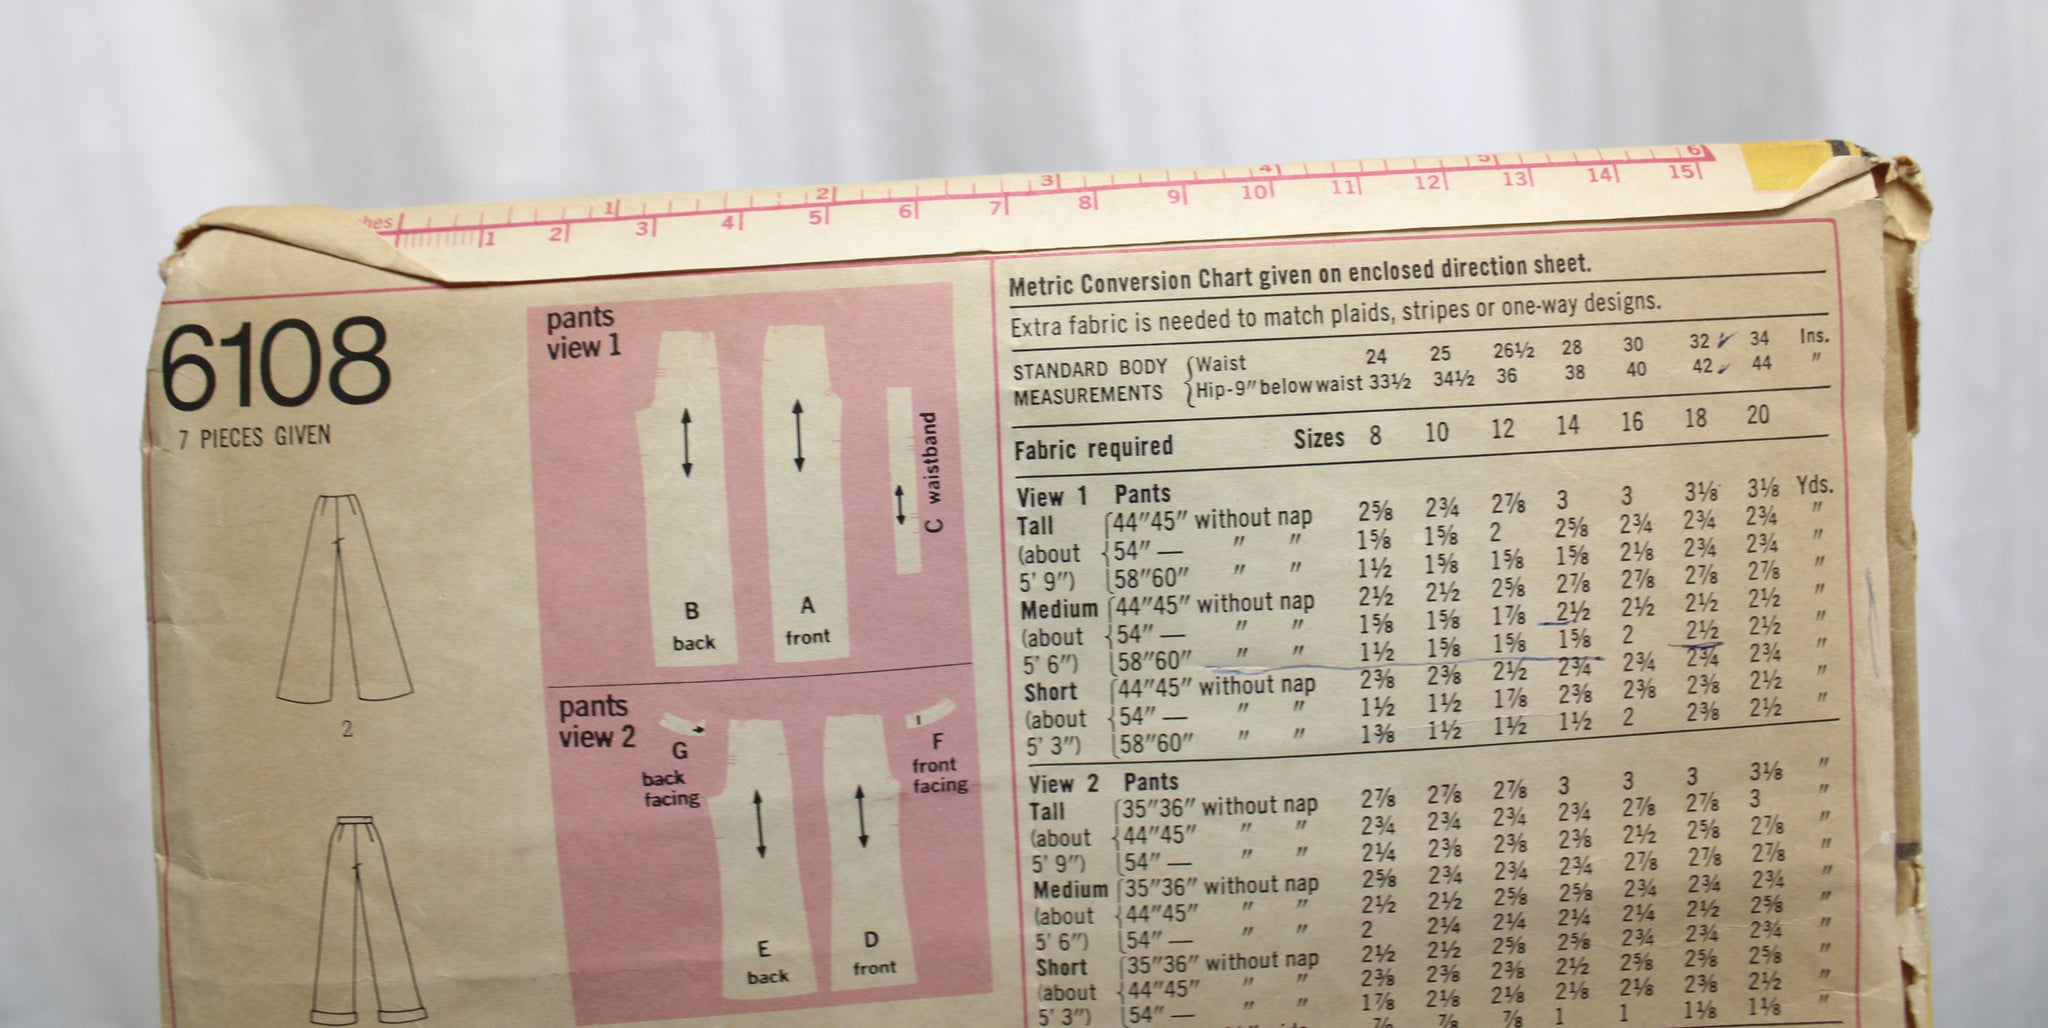 1 2 3 4 5 6
1 2 3 4 5 6 7 8 9 10 11 12 13 14 15
6108
7 PIECES GIVEN
2
pants
view 1
B
back
A
front
C waistband
pants
view 2
G
back
facing
F
front
facing
E
back
D
front
Metric Conversion Chart given on enclosed direction sheet.
Extra fabric is needed to match plaids, stripes or one-way designs.
STANDARD BODY { Waist 24 25 26½ 28 30 32 ✓ 34 Ins.
MEASUREMENTS { Hip-9" below waist 33½ 34½ 36 38 40 42 ✓ 44 "
Fabric required Sizes 8 10 12 14 16 18 20
View 1 Pants
Tall { 44"45" without nap 2⅝ 2¾ 2⅞ 3 3 3⅛ 3⅛ Yds.
(about { 54" — " " 1⅝ 1⅝ 2 2⅝ 2¾ 2¾ 2¾ "
5' 9") { 58"60" " " 1½ 1⅝ 1⅝ 1⅝ 2⅛ 2¾ 2¾ "
Medium { 44"45" without nap 2½ 2½ 2⅝ 2⅞ 2⅞ 2⅞ 2⅞ "
(about { 54" — " " 1⅝ 1⅝ 1⅞ 2½ 2½ 2½ 2½ "
5' 6") { 58"60" " " 1½ 1⅝ 1⅝ 1⅝ 2 2½ 2½ "
Short { 44"45" without nap 2⅜ 2⅜ 2½ 2¾ 2¾ 2¾ 2¾ "
(about { 54" — " " 1½ 1½ 1⅞ 2⅜ 2⅜ 2⅜ 2½ "
5' 3") { 58"60" " " 1⅜ 1½ 1½ 1½ 2 2⅜ 2½ "
View 2 Pants
Tall { 35"36" without nap 2⅞ 2⅞ 2⅞ 3 3 3 3⅛ "
(about { 44"45" " " 2¾ 2¾ 2¾ 2¾ 2⅞ 2⅞ 3 "
5' 9") { 54" — " " 2¼ 2⅜ 2⅜ 2⅜ 2½ 2⅝ 2⅞ "
Medium { 35"36" without nap 2⅝ 2¾ 2¾ 2¾ 2⅞ 2⅞ 2⅞ "
(about { 44"45" " " 2½ 2½ 2⅝ 2⅝ 2¾ 2¾ 2¾ "
5' 6") { 54" — " " 2 2¼ 2¼ 2¼ 2¼ 2½ 2⅝ "
Short { 35"36" without nap 2½ 2½ 2⅝ 2⅝ 2¾ 2¾ 2¾ "
(about { 44"45" " " 2⅜ 2⅜ 2⅜ 2½ 2⅝ 2⅝ 2⅝ "
5' 3") { 54" — " " 1⅞ 2⅛ 2⅛ 2⅛ 2⅛ 2⅜ 2½ "
⅞ ⅞ ⅞ 1 1 1⅛ 1⅛ "